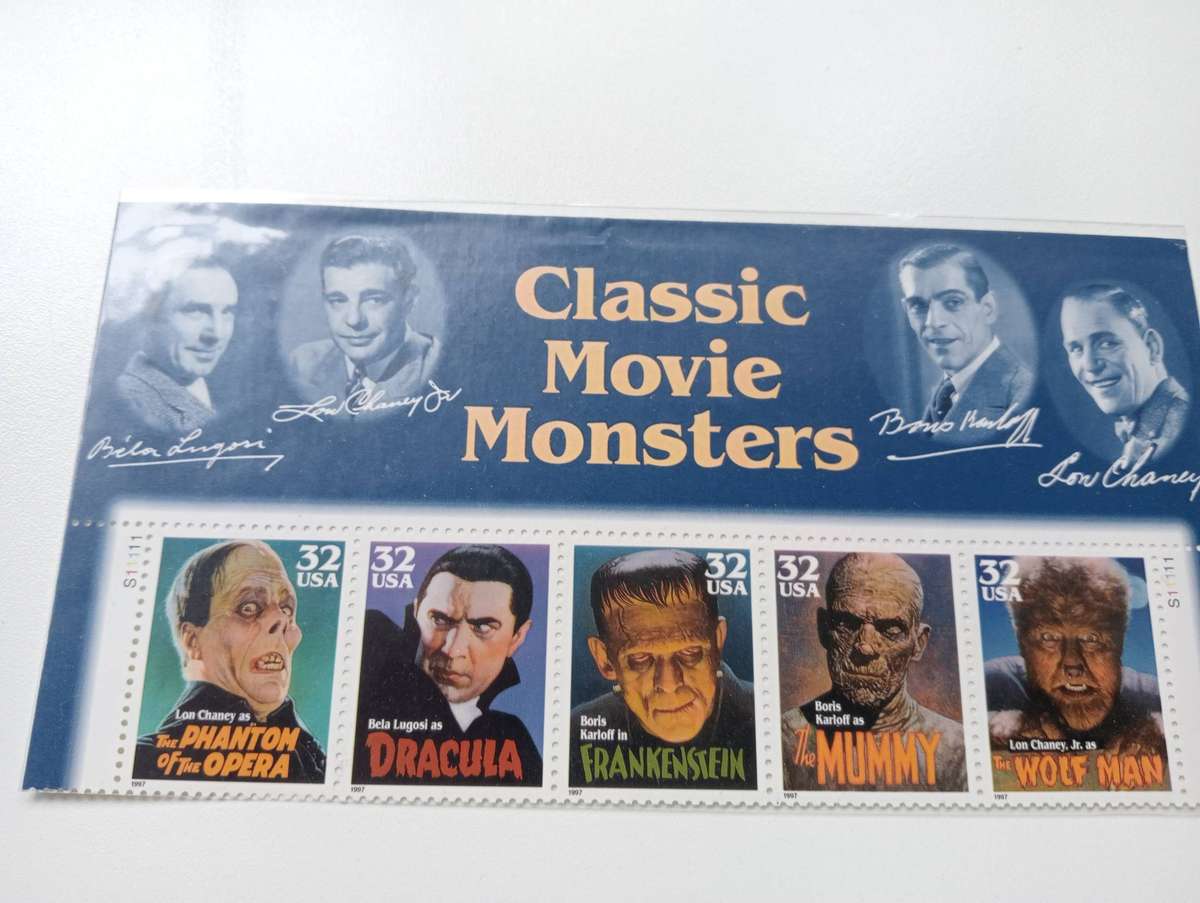 Classic
Movie
Monsters
Béla Lugosi
Lon Chaney Jr
Boris Karloff
Lon Chaney
S11111
32
USA
Lon Chaney as
THE PHANTOM
OF THE OPERA
1997
32
USA
Bela Lugosi as
DRACULA
1997
32
USA
Boris
Karloff in
FRANKENSTEIN
1997
32
USA
Boris
Karloff as
The MUMMY
1997
32
USA
Lon Chaney, Jr. as
THE WOLF MAN
1997
S11111